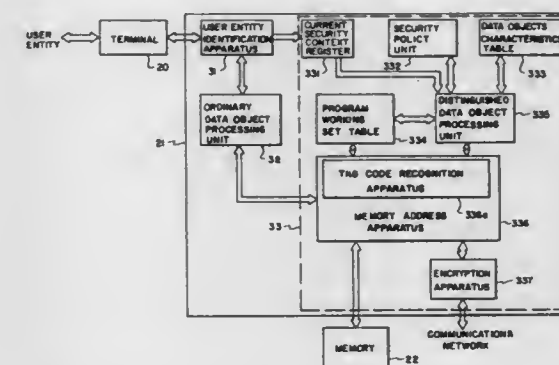 USER
ENTITY
TERMINAL
20
USER ENTITY
IDENTIFICATION
APPARATUS
31
CURRENT
SECURITY
CONTEXT
REGISTER
331
SECURITY
POLICY
UNIT
332
DATA OBJECTS
CHARACTERISTICS
TABLE
333
ORDINARY
DATA OBJECT
PROCESSING
UNIT
32
21
PROGRAM
WORKING
SET TABLE
334
DISTINGUISHED
DATA OBJECT
PROCESSING
UNIT
335
TAG CODE RECOGNITION
APPARATUS
336a
MEMORY ADDRESS
APPARATUS
336
33
ENCRYPTION
APPARATUS
337
MEMORY
22
COMMUNICATIONS
NETWORK